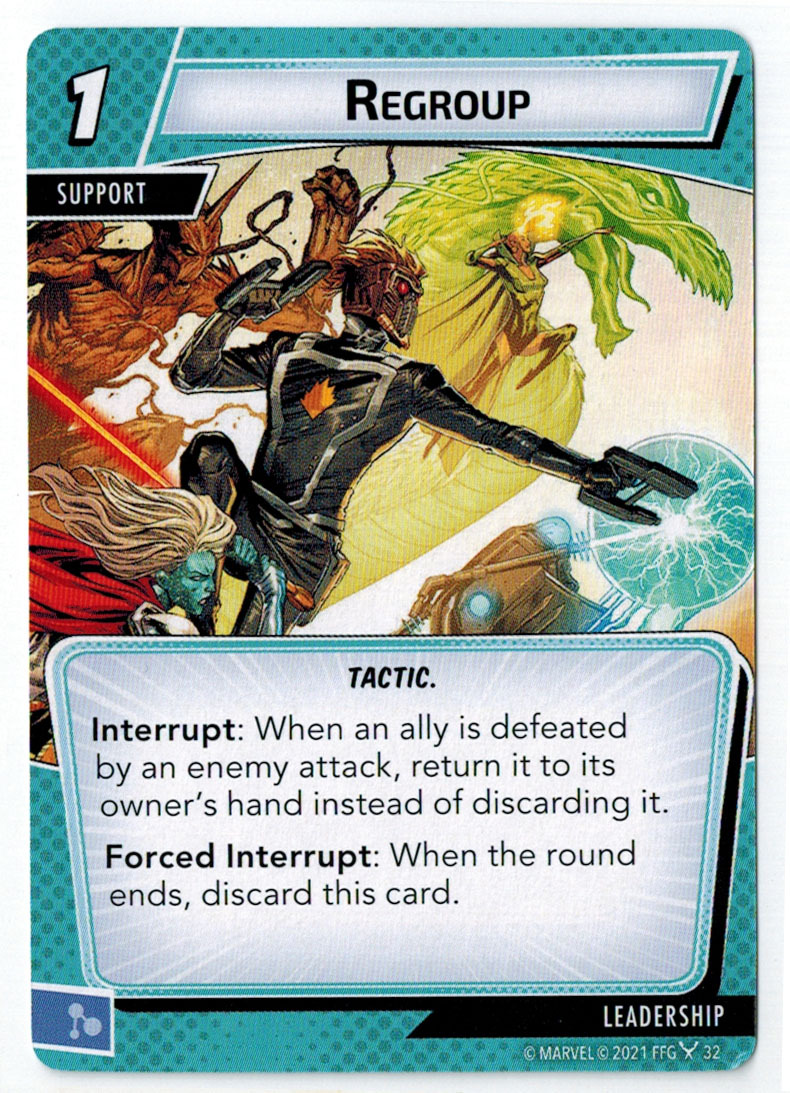 1
REGROUP
SUPPORT
TACTIC.
Interrupt: When an ally is defeated
by an enemy attack, return it to its
owner's hand instead of discarding it.
Forced Interrupt: When the round
ends, discard this card.
LEADERSHIP
© MARVEL © 2021 FFG 32